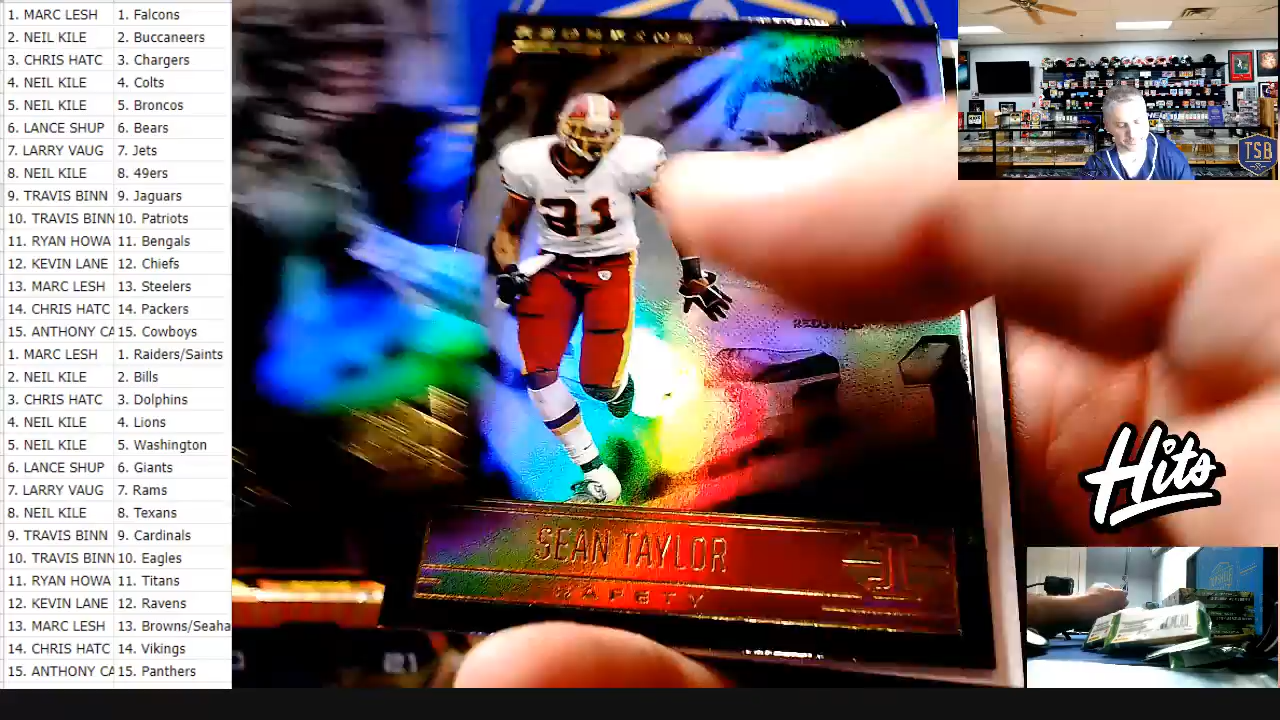 1. MARC LESH 1. Falcons
2. NEIL KILE 2. Buccaneers
3. CHRIS HATC 3. Chargers
4. NEIL KILE 4. Colts
5. NEIL KILE 5. Broncos
6. LANCE SHUP 6. Bears
7. LARRY VAUG 7. Jets
8. NEIL KILE 8. 49ers
9. TRAVIS BINN 9. Jaguars
10. TRAVIS BINN 10. Patriots
11. RYAN HOWA 11. Bengals
12. KEVIN LANE 12. Chiefs
13. MARC LESH 13. Steelers
14. CHRIS HATC 14. Packers
15. ANTHONY CA 15. Cowboys
1. MARC LESH 1. Raiders/Saints
2. NEIL KILE 2. Bills
3. CHRIS HATC 3. Dolphins
4. NEIL KILE 4. Lions
5. NEIL KILE 5. Washington
6. LANCE SHUP 6. Giants
7. LARRY VAUG 7. Rams
8. NEIL KILE 8. Texans
9. TRAVIS BINN 9. Cardinals
10. TRAVIS BINN 10. Eagles
11. RYAN HOWA 11. Titans
12. KEVIN LANE 12. Ravens
13. MARC LESH 13. Browns/Seaha
14. CHRIS HATC 14. Vikings
15. ANTHONY CA 15. Panthers
SEAN TAYLOR
SAFETY
TSB
Hits